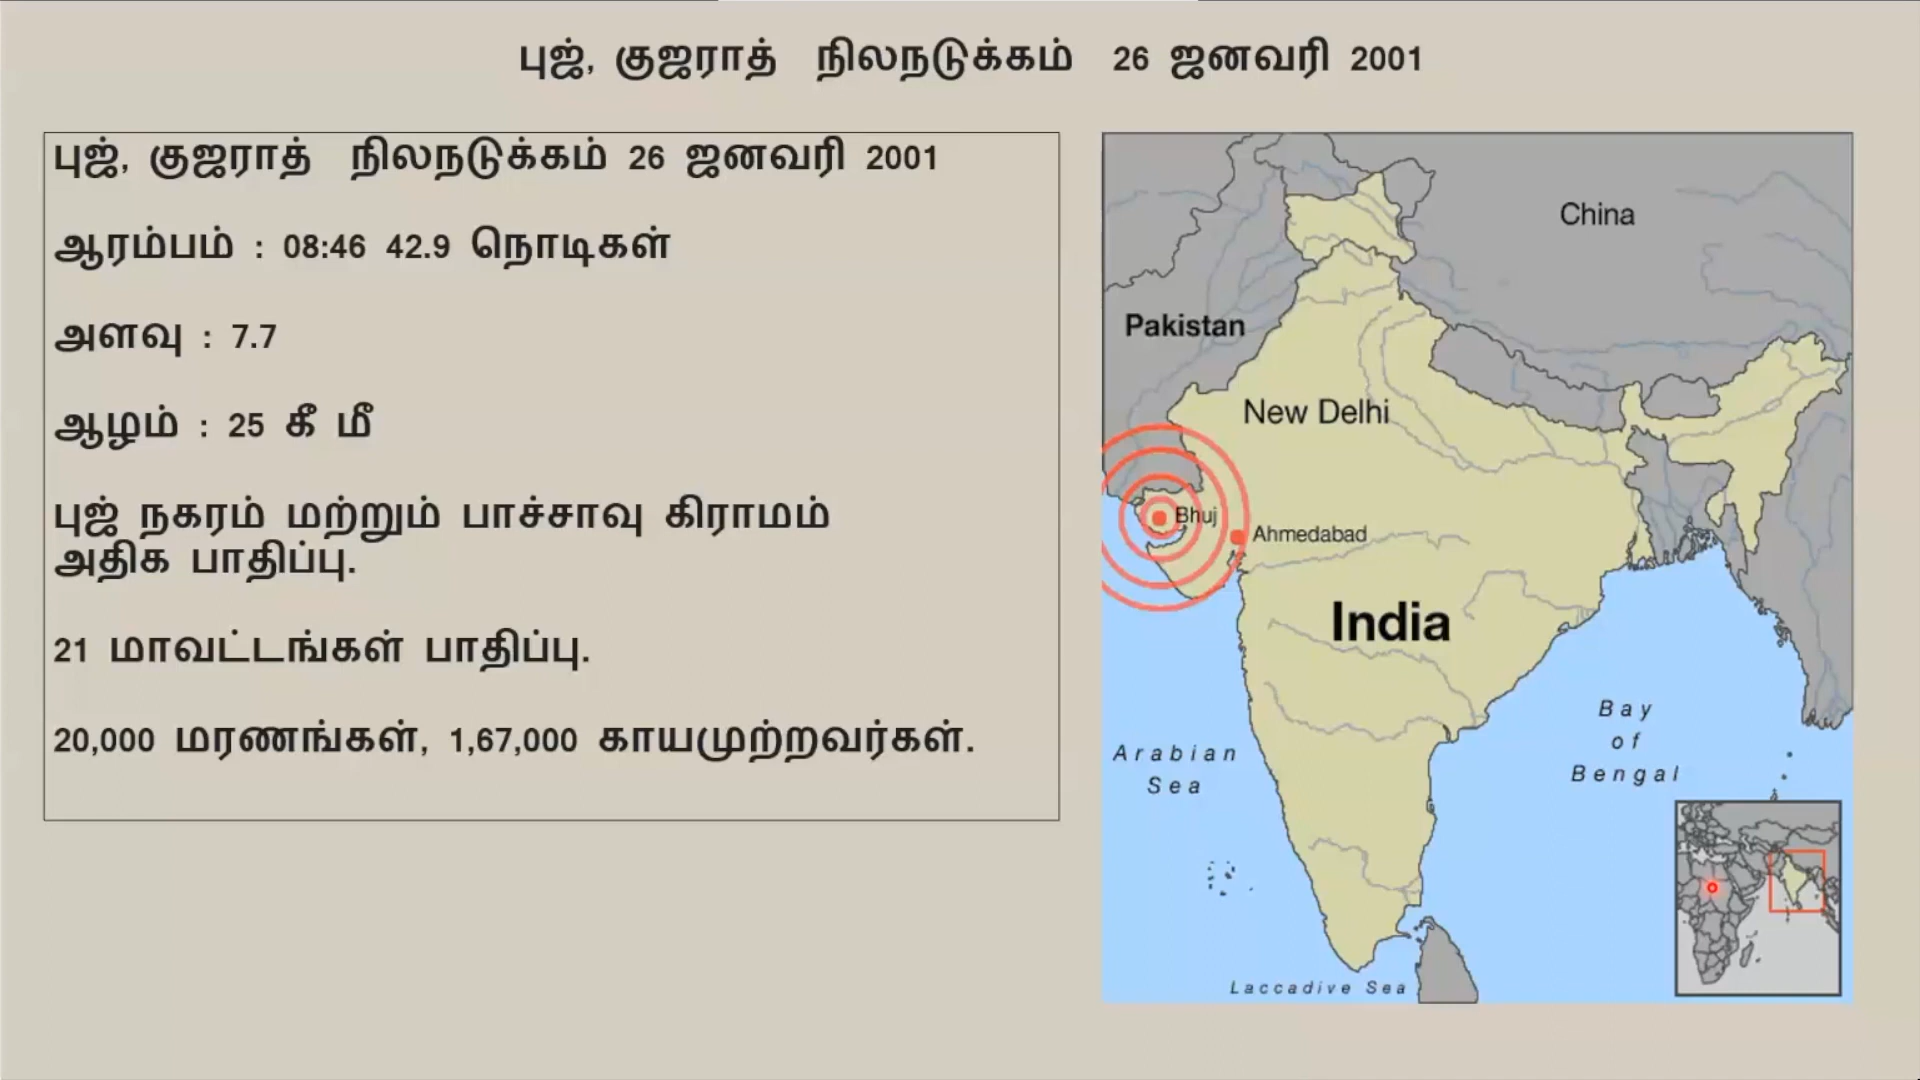 புஜ், குஜராத் நிலநடுக்கம் 26 ஜனவரி 2001
புஜ், குஜராத் நிலநடுக்கம் 26 ஜனவரி 2001
ஆரம்பம் : 08:46 42.9 நொடிகள்
அளவு : 7.7
ஆழம் : 25 கீ மீ
புஜ் நகரம் மற்றும் பாச்சாவு கிராமம்
அதிக பாதிப்பு.
21 மாவட்டங்கள் பாதிப்பு.
20,000 மரணங்கள், 1,67,000 காயமுற்றவர்கள்.
China
Pakistan
New Delhi
Bhuj
Ahmedabad
India
Bay
of
Bengal
Arabian
Sea
Laccadive Sea